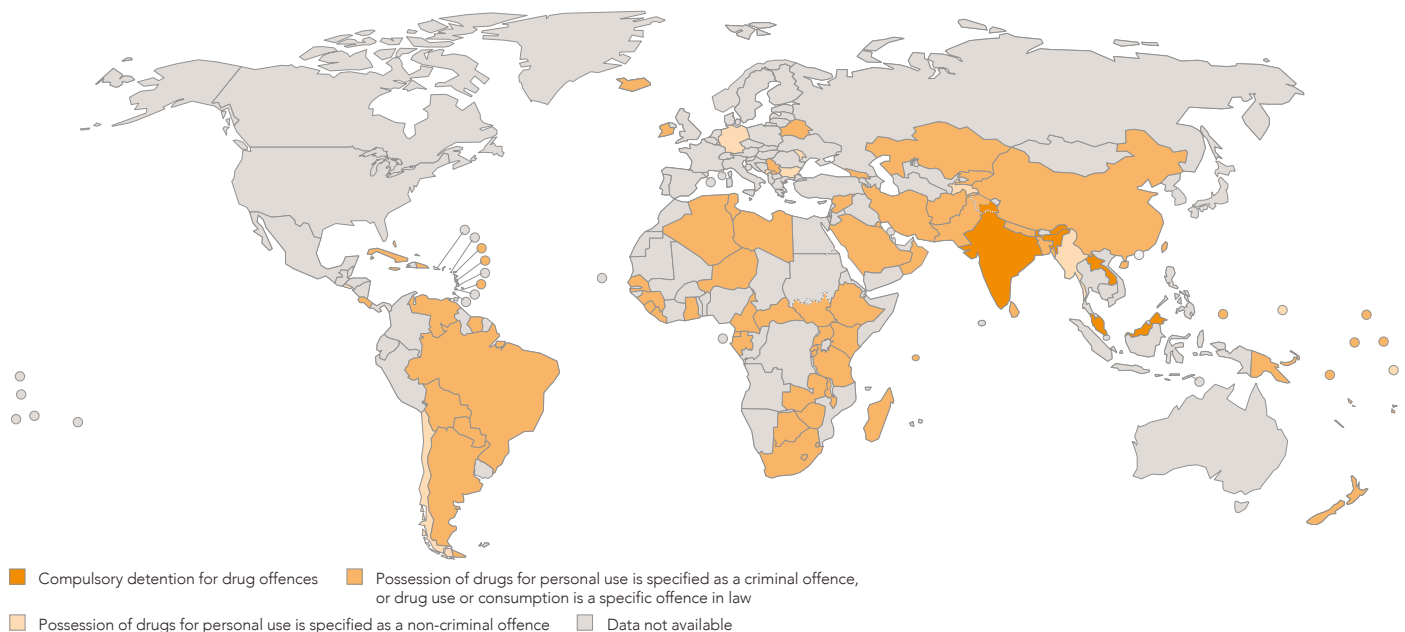 Compulsory detention for drug offences
Possession of drugs for personal use is specified as a criminal offence,
or drug use or consumption is a specific offence in law
Possession of drugs for personal use is specified as a non-criminal offence
Data not available